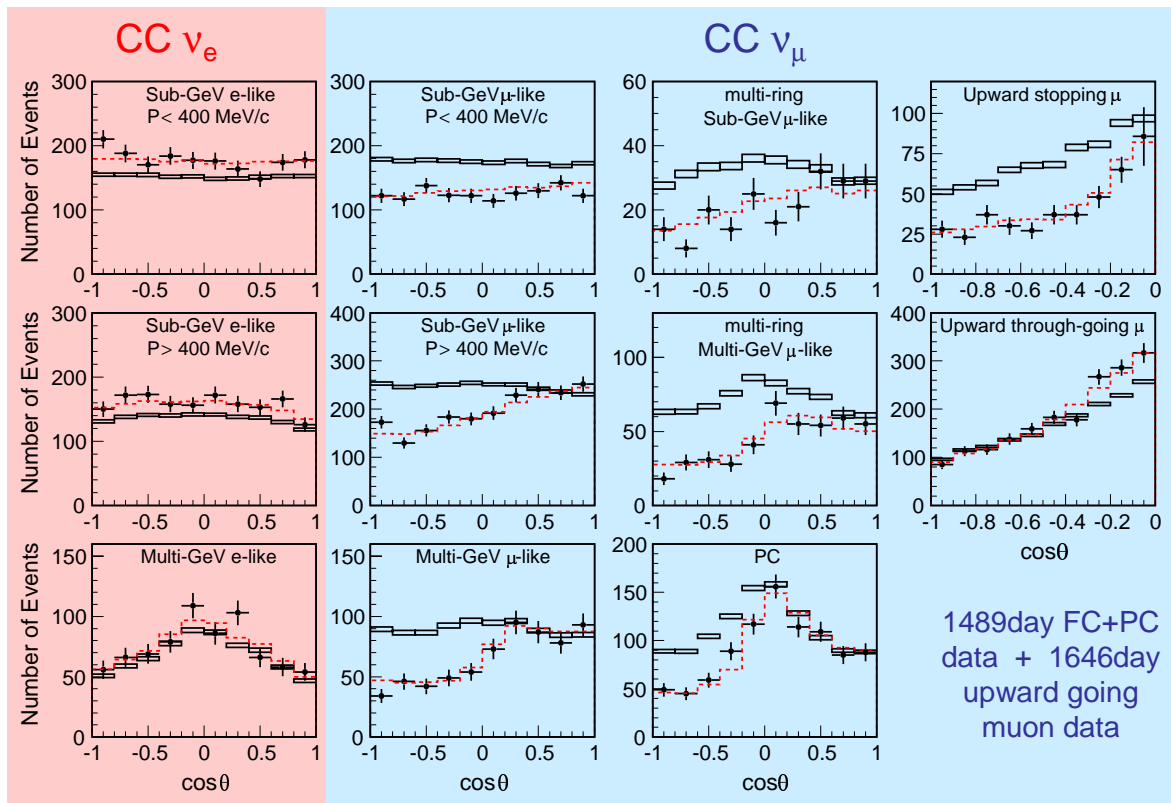 CC νe
CC νμ
Number of Events
300
200
100
0
Sub-GeV e-like
P< 400 MeV/c
-1 -0.5 0 0.5 1
300
200
100
0
Sub-GeV μ-like
P< 400 MeV/c
-1 -0.5 0 0.5 1
60
40
20
0
multi-ring
Sub-GeV μ-like
-1 -0.5 0 0.5 1
100
75
50
25
0
Upward stopping μ
-1 -0.8 -0.6 -0.4 -0.2 0
Number of Events
300
200
100
0
Sub-GeV e-like
P> 400 MeV/c
-1 -0.5 0 0.5 1
400
300
200
100
0
Sub-GeV μ-like
P> 400 MeV/c
-1 -0.5 0 0.5 1
100
50
0
multi-ring
Multi-GeV μ-like
-1 -0.5 0 0.5 1
400
300
200
100
0
Upward through-going μ
-1 -0.8 -0.6 -0.4 -0.2 0
cosθ
Number of Events
150
100
50
0
Multi-GeV e-like
-1 -0.5 0 0.5 1
cosθ
150
100
50
0
Multi-GeV μ-like
-1 -0.5 0 0.5 1
cosθ
200
150
100
50
0
PC
-1 -0.5 0 0.5 1
cosθ
1489day FC+PC
data + 1646day
upward going
muon data